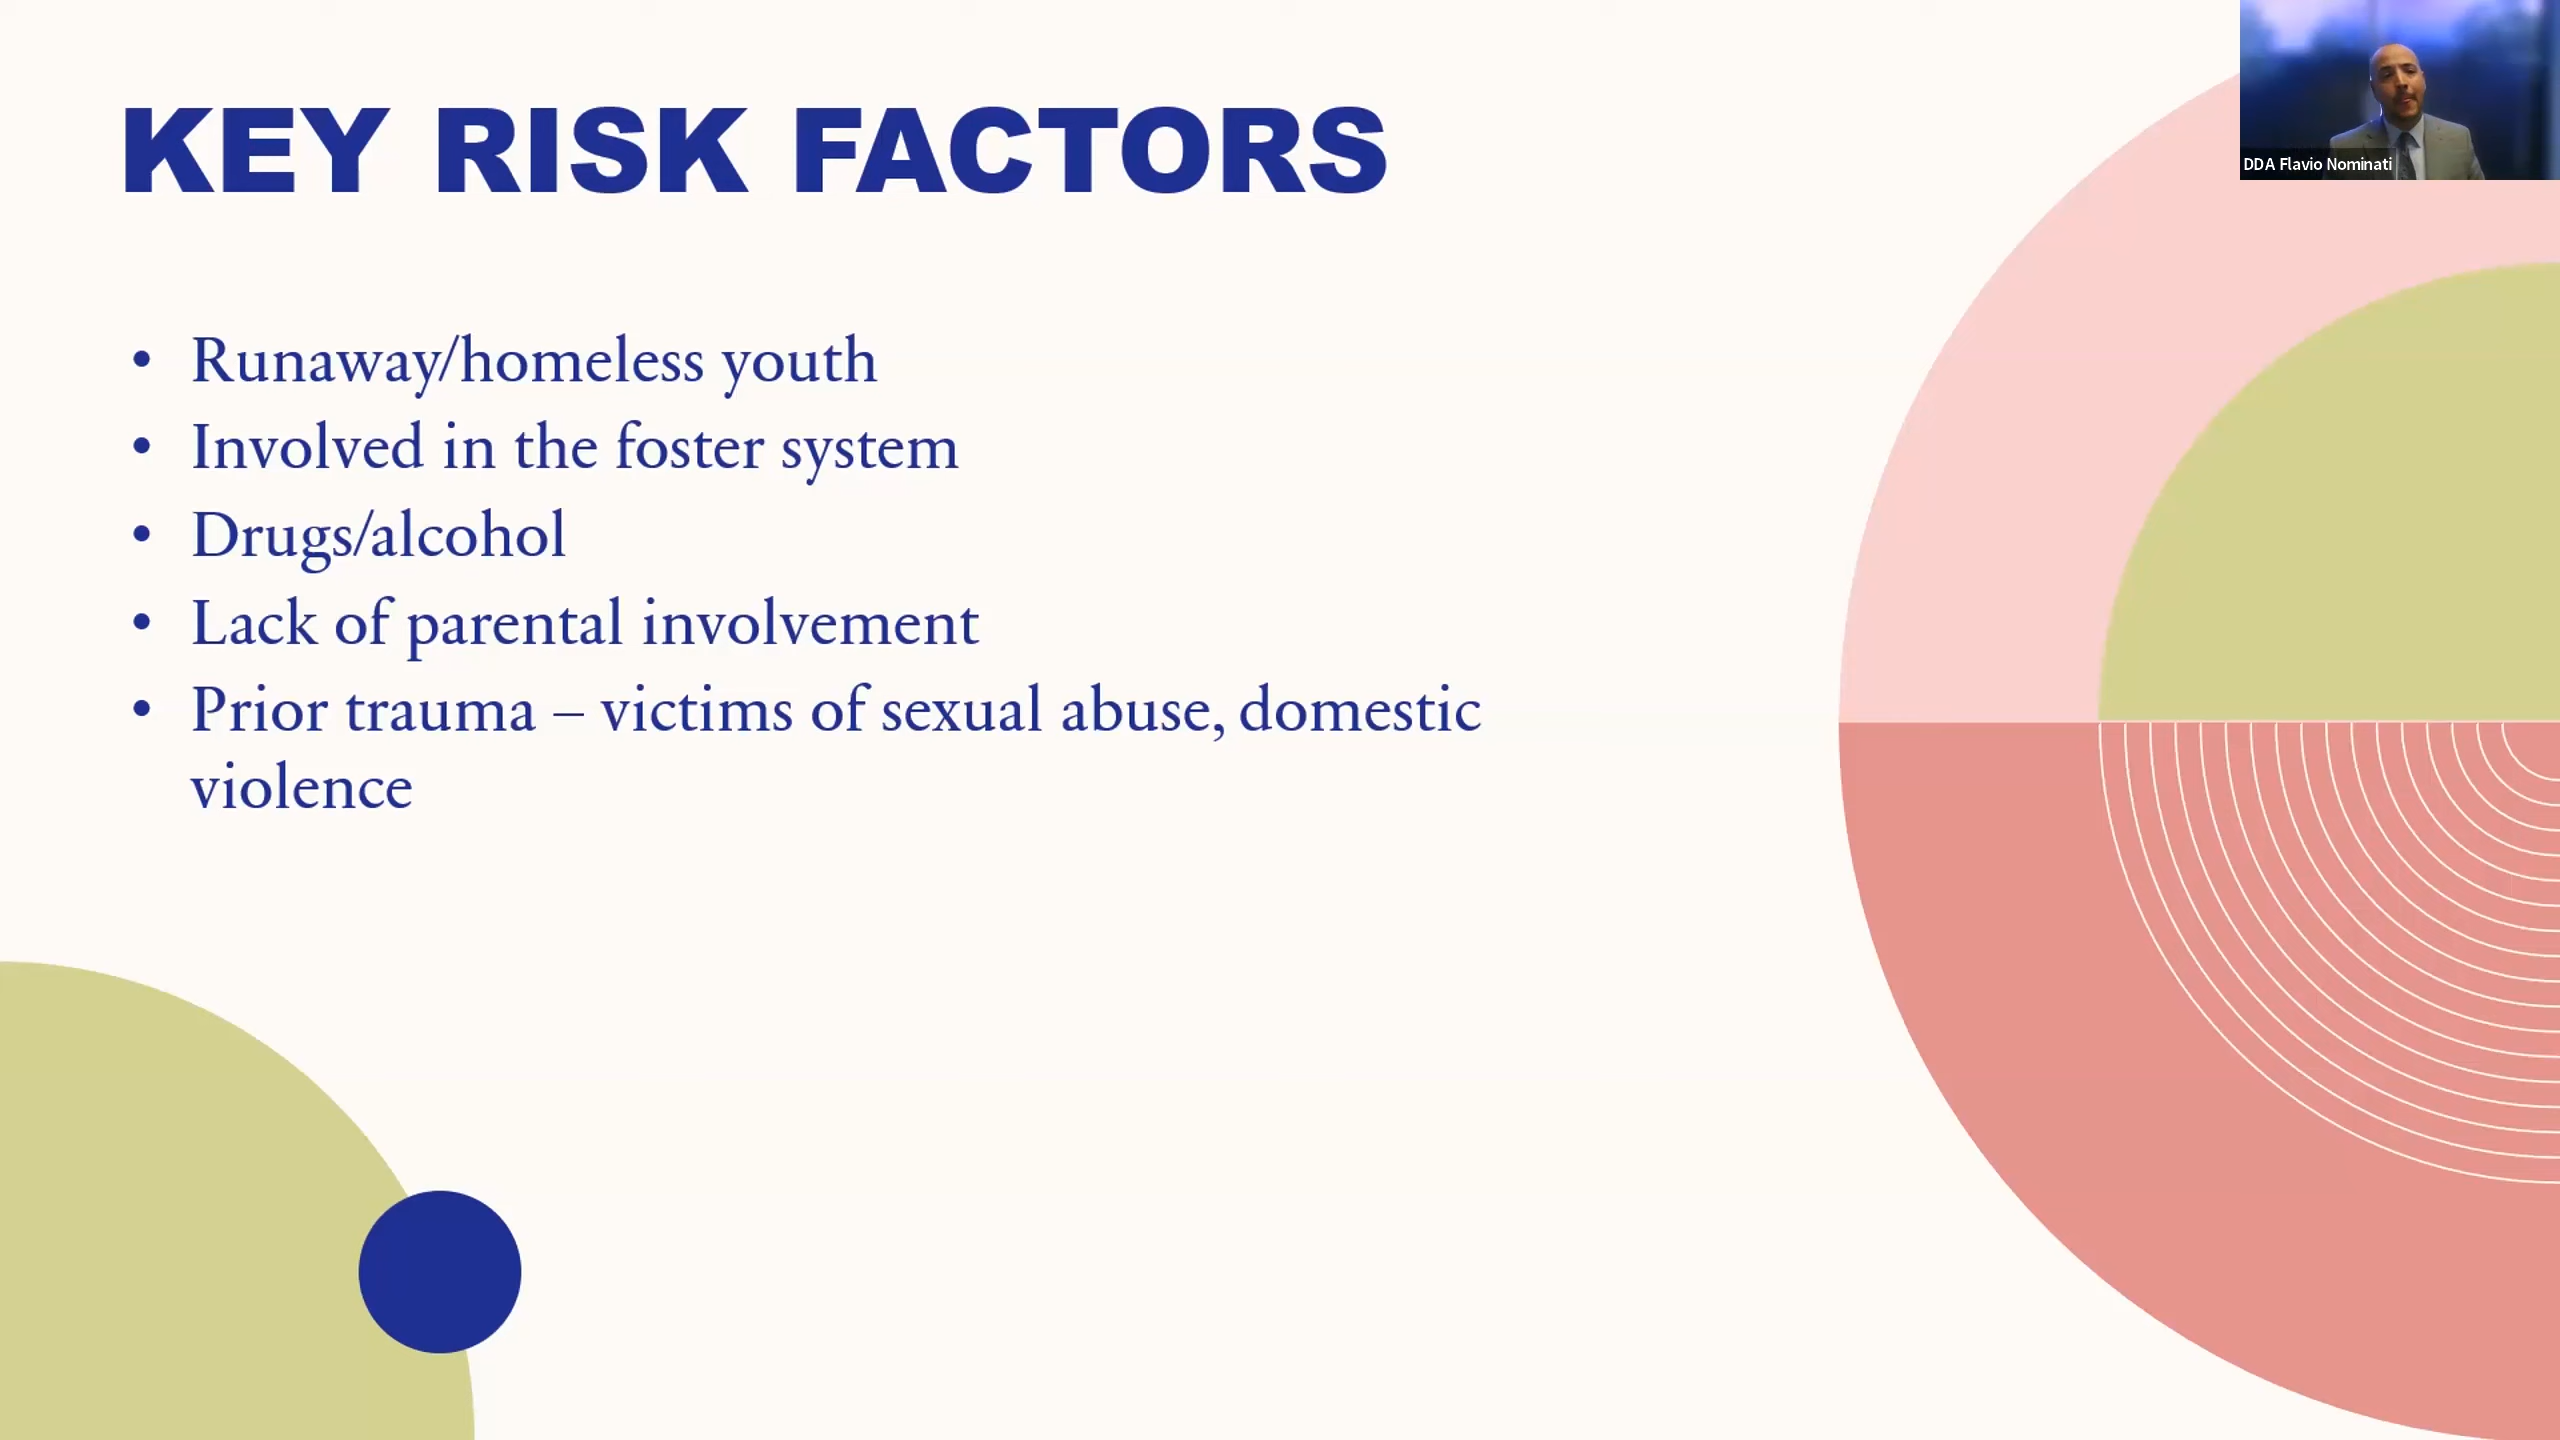 KEY RISK FACTORS
• Runaway/homeless youth
• Involved in the foster system
• Drugs/alcohol
• Lack of parental involvement
• Prior trauma – victims of sexual abuse, domestic
violence
DDA Flavio Nominati